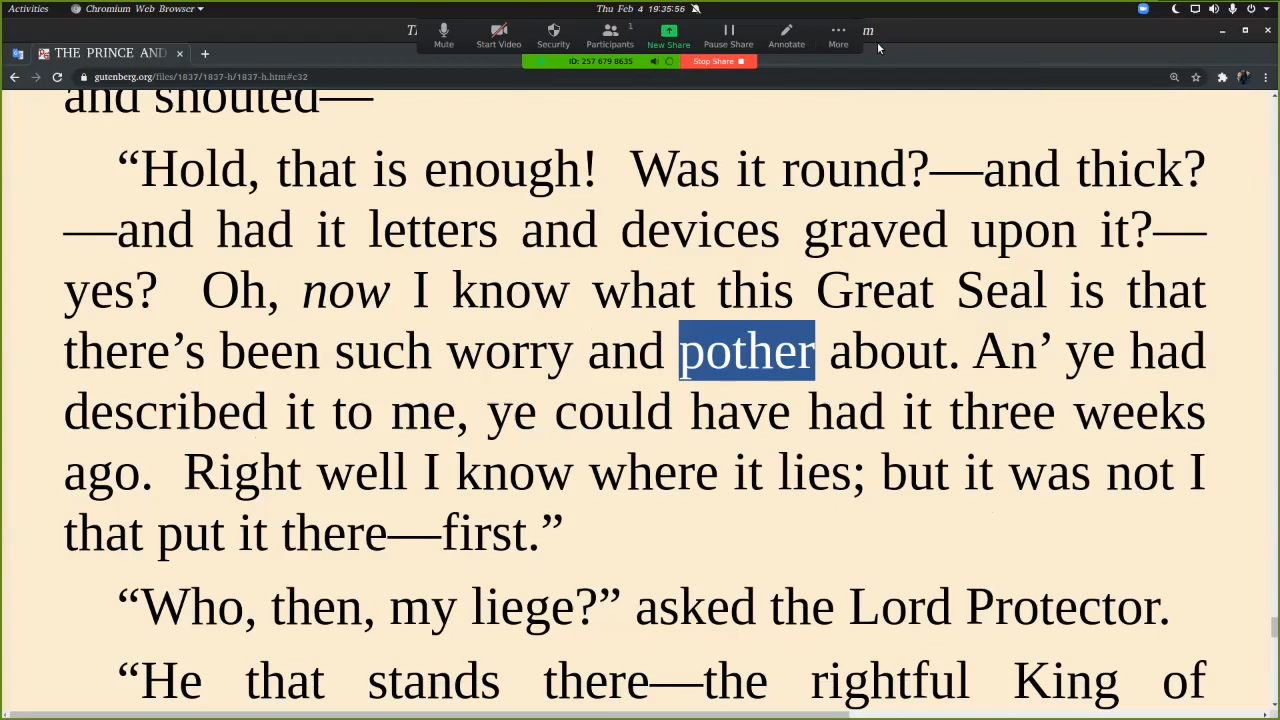 Activities Chromium Web Browser Thu Feb 4 19:35:56
m
Mute Start Video Security Participants 1 New Share Pause Share Annotate More
THE PRINCE AND
ID: 257 679 8635 Stop Share
gutenberg.org/files/1837/1837-h/1837-h.htm#c32
and shouted—
“Hold, that is enough! Was it round?—and thick?
—and had it letters and devices graved upon it?—
yes? Oh, now I know what this Great Seal is that
there’s been such worry and pother about. An’ ye had
described it to me, ye could have had it three weeks
ago. Right well I know where it lies; but it was not I
that put it there—first.”
“Who, then, my liege?” asked the Lord Protector.
“He that stands there—the rightful King of